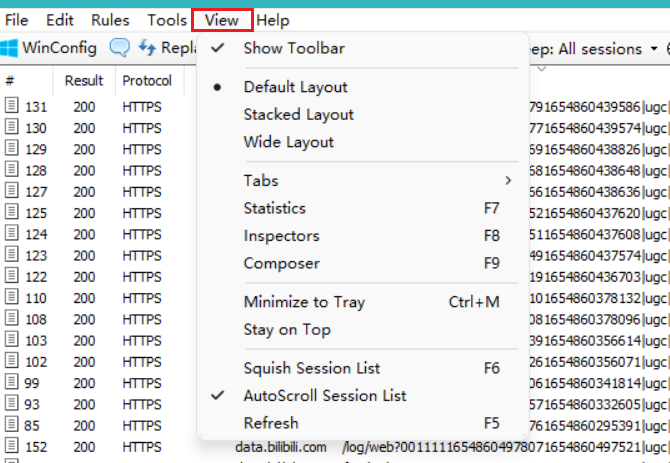 File Edit Rules Tools View Help
WinConfig Repla eep: All sessions
# Result Protocol
Show Toolbar
Default Layout
Stacked Layout
Wide Layout
Tabs
Statistics F7
Inspectors F8
Composer F9
Minimize to Tray Ctrl+M
Stay on Top
Squish Session List F6
AutoScroll Session List
Refresh F5
131 200 HTTPS 791654860439586|ugc|
130 200 HTTPS 771654860439574|ugc|
129 200 HTTPS 691654860438826|ugc|
128 200 HTTPS 681654860438648|ugc|
127 200 HTTPS 661654860438636|ugc|
125 200 HTTPS 521654860437620|ugc|
124 200 HTTPS 511654860437608|ugc|
123 200 HTTPS 491654860437574|ugc|
122 200 HTTPS 191654860436703|ugc|
110 200 HTTPS 101654860378132|ugc|
108 200 HTTPS 081654860378096|ugc|
103 200 HTTPS 391654860356614|ugc|
102 200 HTTPS 261654860356071|ugc|
99 200 HTTPS 061654860341814|ugc|
93 200 HTTPS 571654860332605|ugc|
85 200 HTTPS 761654860295391|ugc|
152 200 HTTPS data.bilibili.com /log/web?00111116548604978071654860497521|ugc|